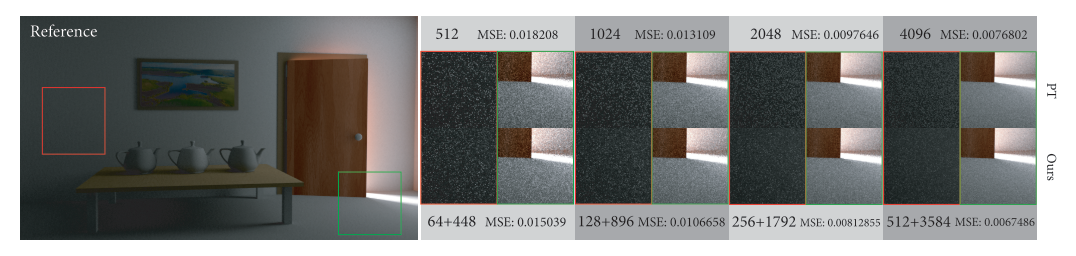 Reference
512 MSE: 0.018208
1024 MSE: 0.013109
2048 MSE: 0.0097646
4096 MSE: 0.0076802
PT
Ours
64+448 MSE: 0.015039
128+896 MSE: 0.0106658
256+1792 MSE: 0.00812855
512+3584 MSE: 0.0067486